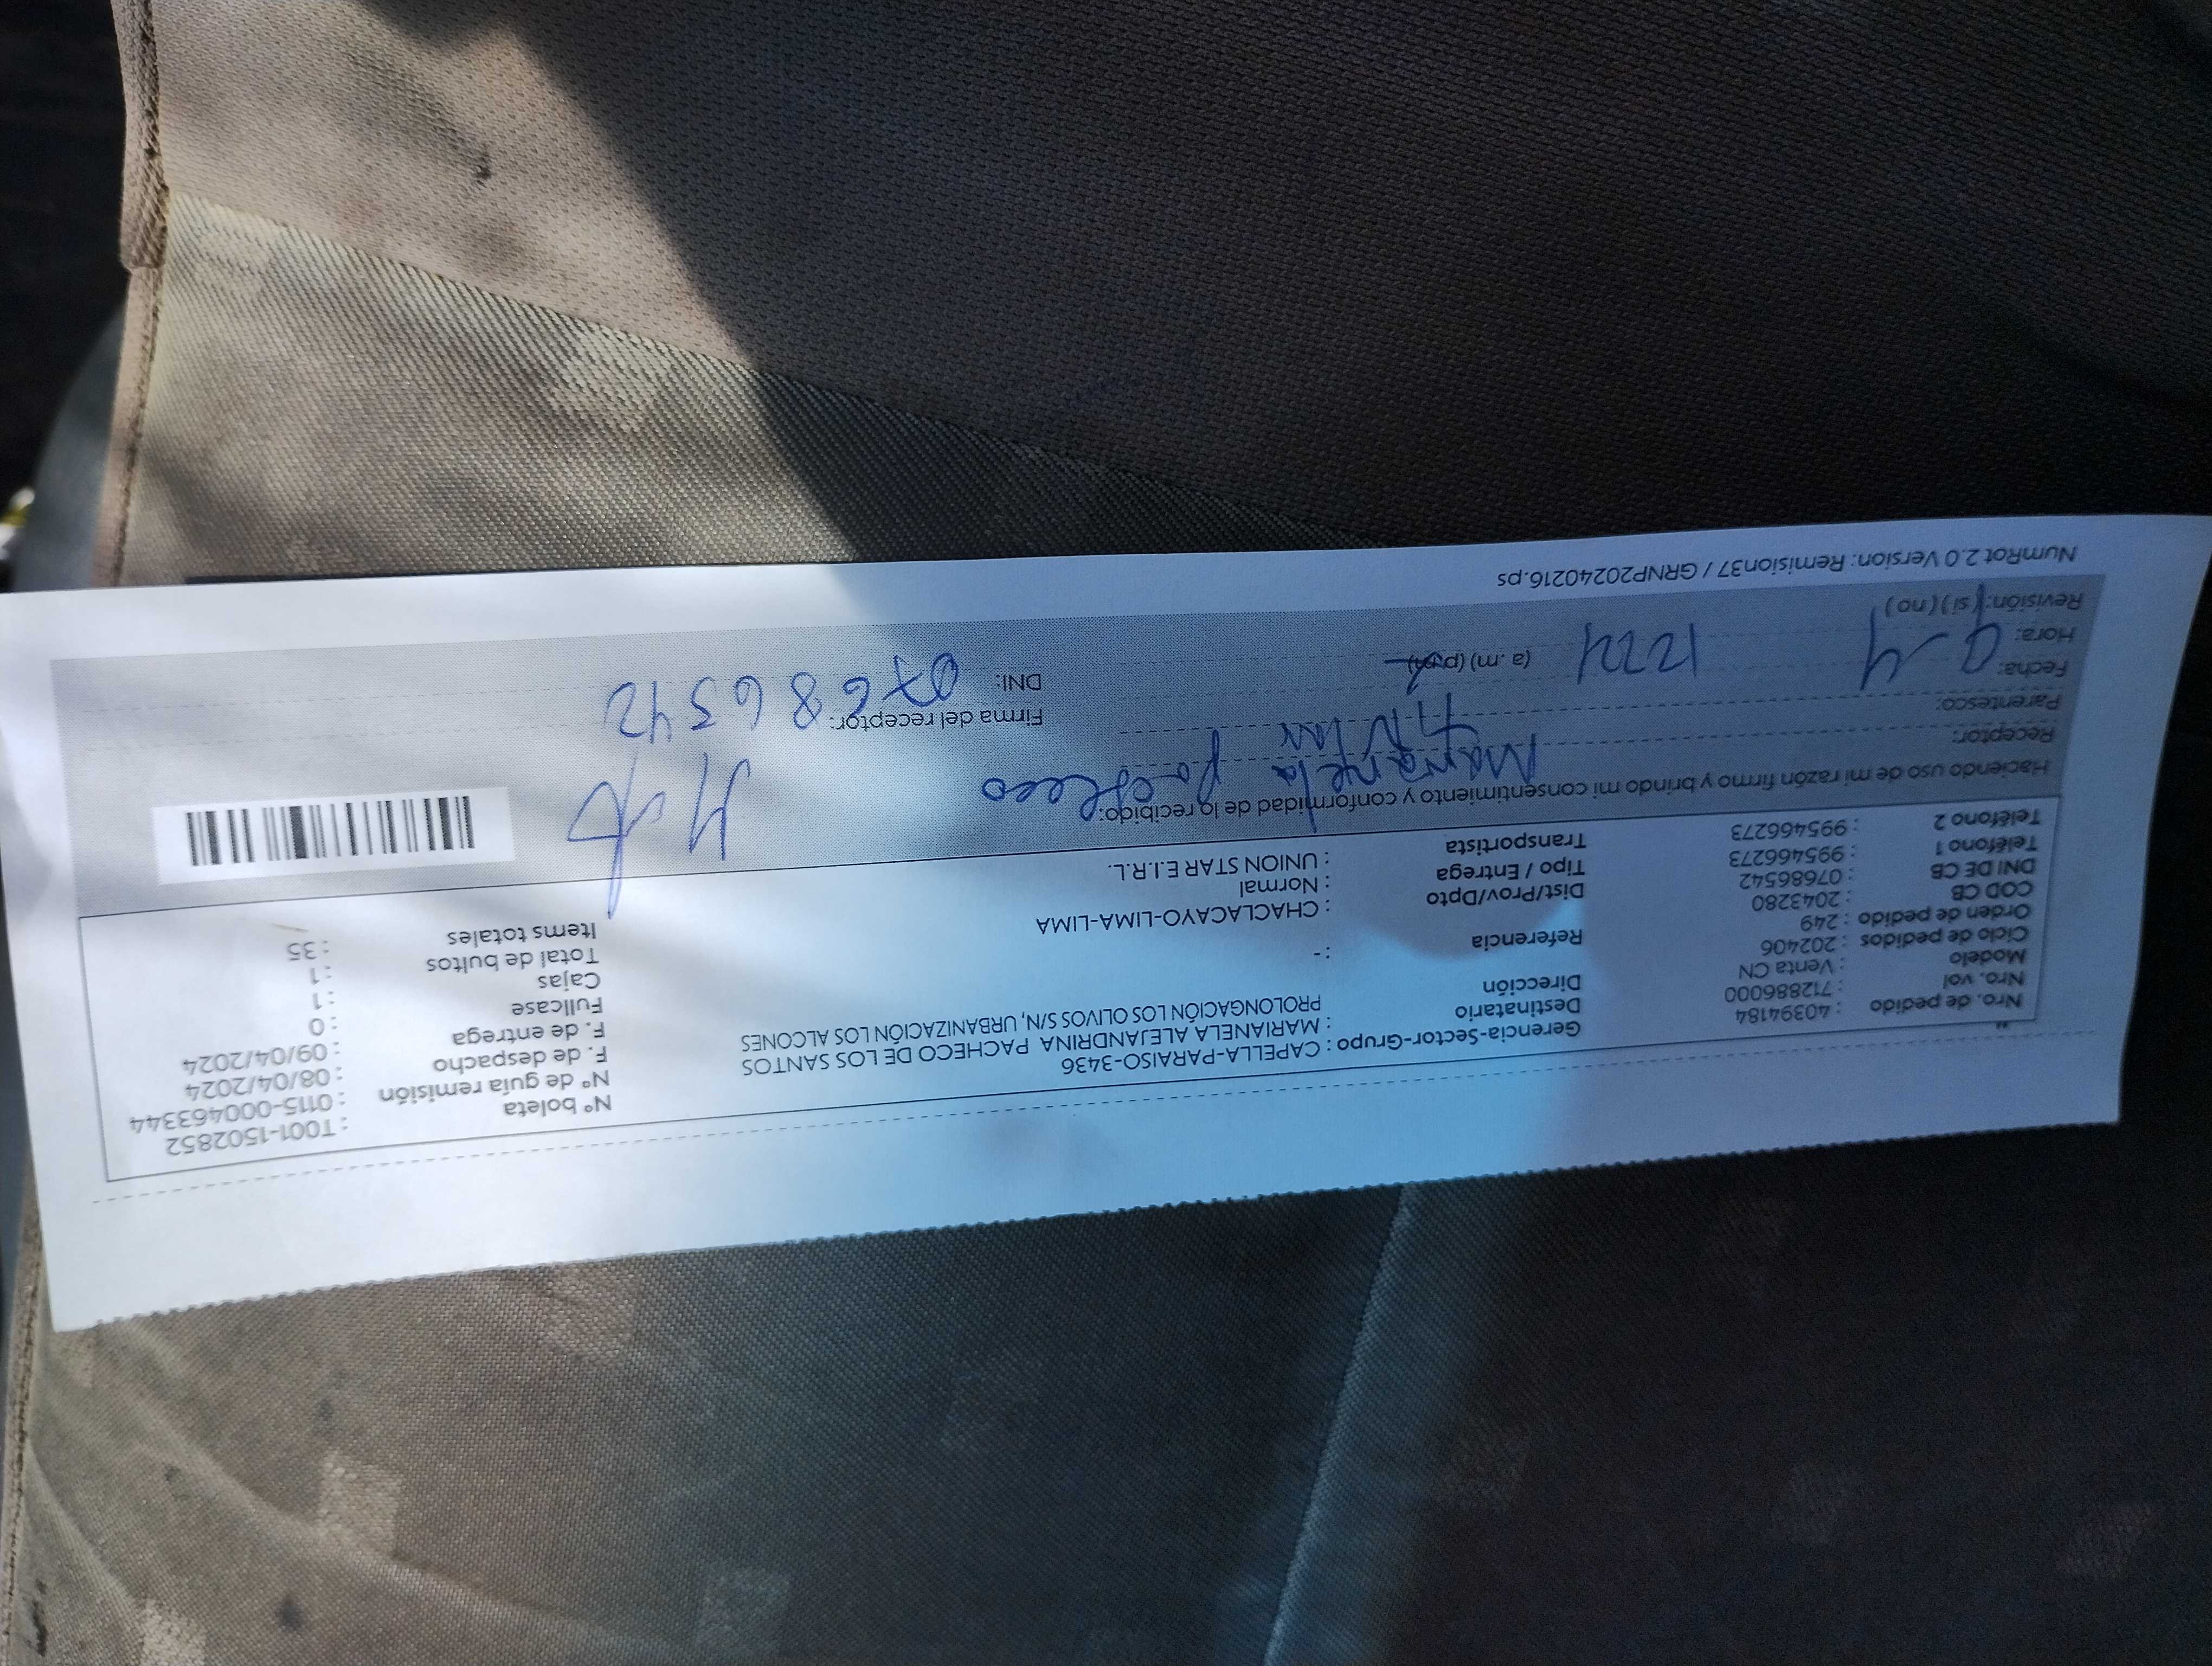 Nro. de pedido : 40394184
Nro. vol : 712886000
Modelo : Venta CN
Ciclo de pedidos : 202406
Orden de pedido : 249
COD CB : 2043280
DNI DE CB : 07686542
Teléfono 1 : 995466273
Teléfono 2 : 995466273
Gerencia-Sector-Grupo : CAPELLA-PARAISO-3436
Destinatario : MARIANELA ALEJANDRINA PACHECO DE LOS SANTOS
Dirección PROLONGACIÓN LOS OLIVOS S/N, URBANIZACIÓN LOS ALCONES
Referencia : -
Dist/Prov/Dpto : CHACLACAYO-LIMA-LIMA
Tipo / Entrega : Normal
Transportista : UNION STAR E.I.R.L.
N° boleta : T001-1502852
N° de guía remisión : 0115-000463344
F. de despacho : 08/04/2024
F. de entrega : 09/04/2024
Fullcase : 0
Cajas : 1
Total de bultos : 1
Items totales : 35
Haciendo uso de mi razón firmo y brindo mi consentimiento y conformidad de lo recibido:
Receptor: Marianela pacheco
Parentesco:
Fecha: 9-4
Hora: (a. m) (p.m)
Revisión: (si) (no)
Firma del receptor:
DNI: 07686542
NumRot 2.0 Version: Remision37 / GRNP20240216.ps